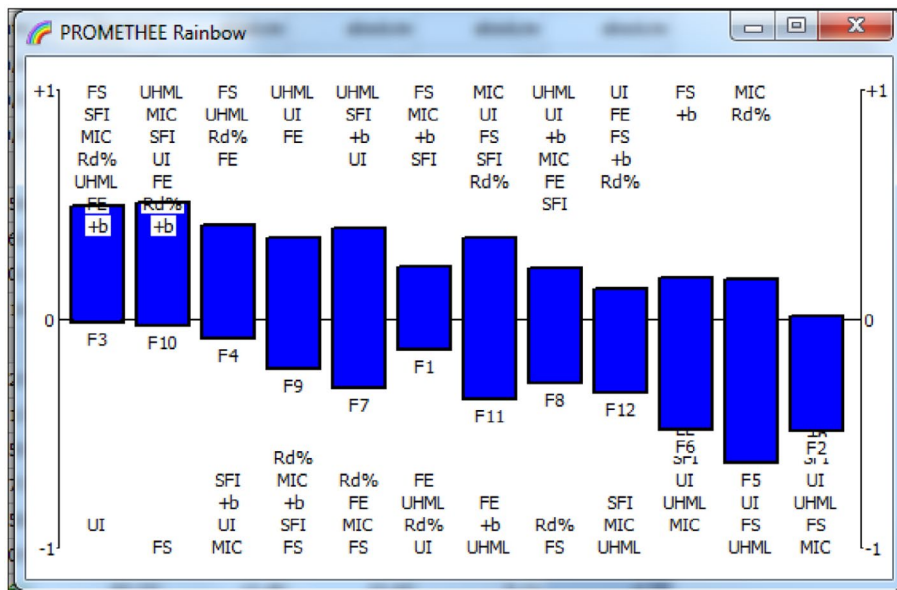 PROMETHEE Rainbow
+1 FS UHML FS UHML UHML FS MIC UHML UI FS MIC +1
SFI MIC UHML UI SFI MIC UI UI FE +b Rd%
MIC SFI Rd% FE +b +b FS +b FS
Rd% UI FE UI SFI SFI MIC +b
UHML FE Rd% FE Rd%
FE Rd% SFI
+b +b
0 0
F3 F10 F4 F9 F7 F1 F11 F8 F12 F6 F5 F2
Rd% SFI
SFI MIC Rd% FE UI UI
+b +b FE UHML FE SFI UHML UI UHML
UI UI SFI MIC Rd% +b Rd% MIC MIC FS FS
-1 FS MIC FS FS UI UHML FS UHML UHML MIC -1